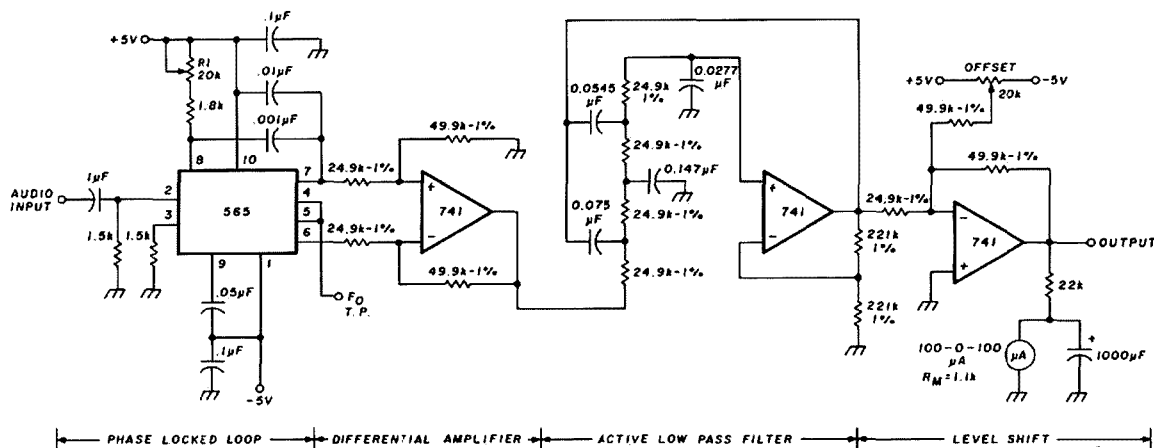 .1µF
+5V
R1
20k
.01µF
1.8k
.001µF
8
10
7
24.9k-1%
49.9k-1%
AUDIO
INPUT
.1µF
2
3
565
4
5
6
1.5k
1.5k
9
1
24.9k-1%
+
741
-
49.9k-1%
.05µF
FO
T.P.
.1µF
-5V
0.0545
µF
24.9k
1%
0.0277
µF
24.9k-1%
0.147µF
0.075
µF
24.9k-1%
24.9k-1%
+
741
-
24.9k-1%
221k
1%
221k
1%
OFFSET
+5V
-5V
20k
49.9k-1%
49.9k-1%
-
741
+
OUTPUT
22k
100-0-100
µA
RM=1.1k
µA
+
1000µF
PHASE LOCKED LOOP
DIFFERENTIAL AMPLIFIER
ACTIVE LOW PASS FILTER
LEVEL SHIFT